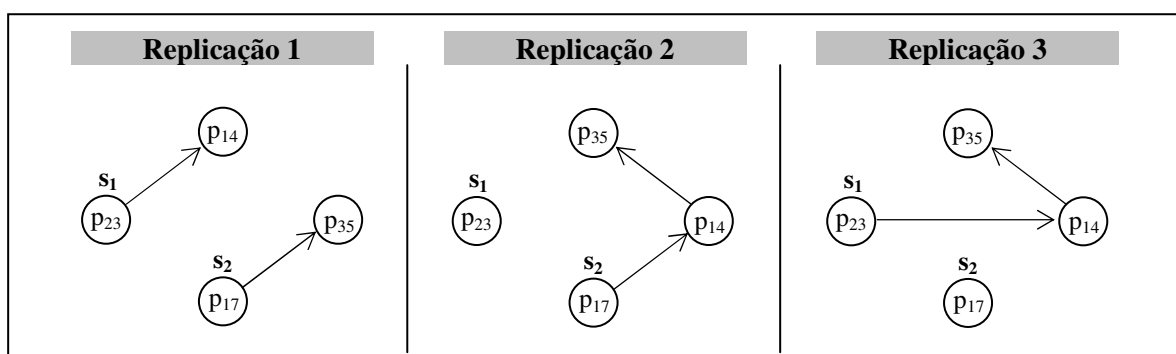 Replicação 1
p14
s1
p23
p35
s2
p17
Replicação 2
p35
s1
p23
p14
s2
p17
Replicação 3
p35
s1
p23
p14
s2
p17